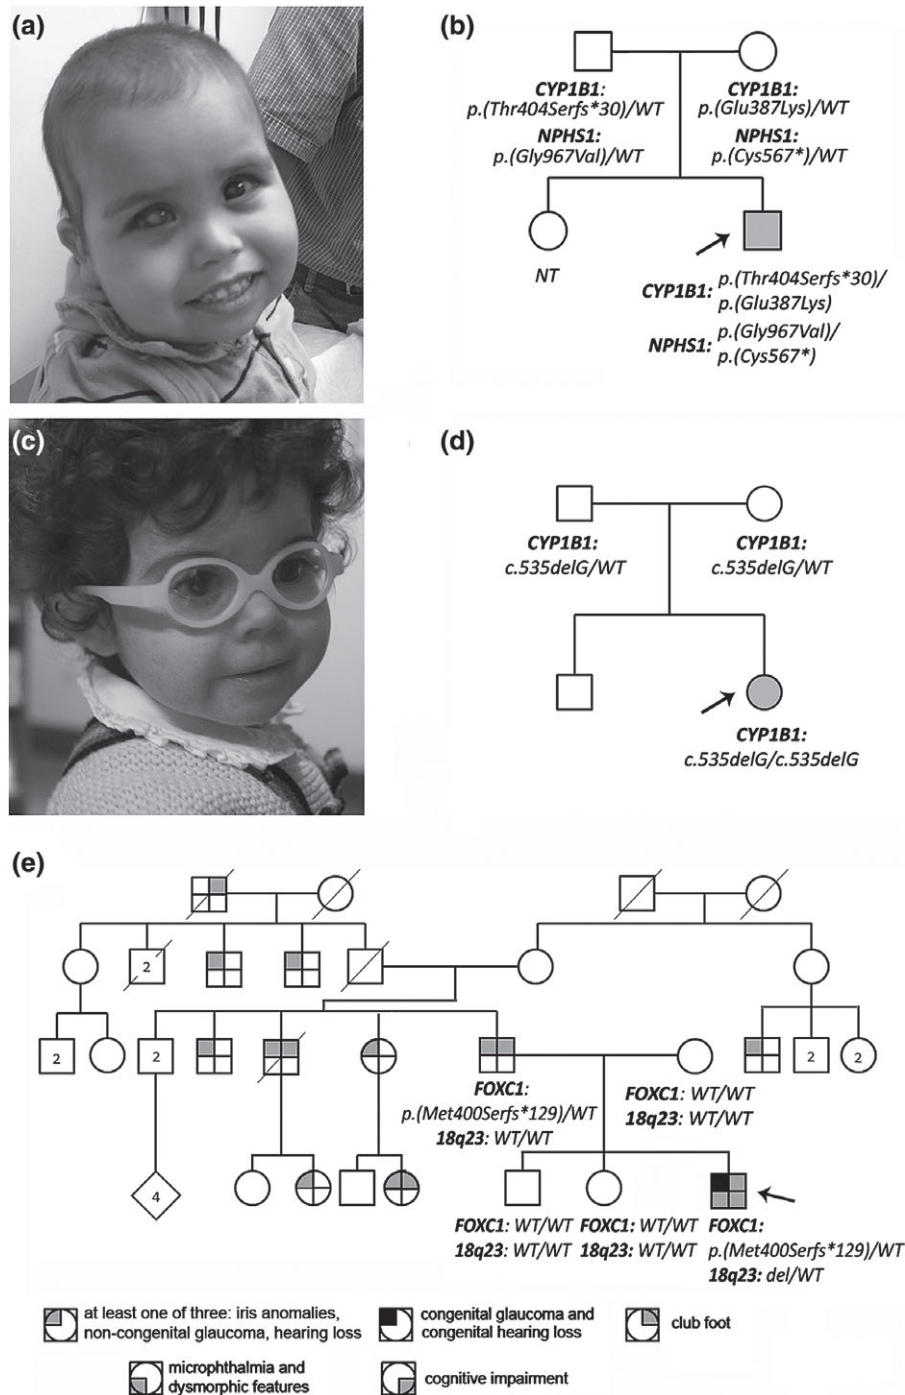 (a)
(b)
CYP1B1:
p.(Thr404Serfs*30)/WT
NPHS1:
p.(Gly967Val)/WT
CYP1B1:
p.(Glu387Lys)/WT
NPHS1:
p.(Cys567*)/WT
NT
CYP1B1: p.(Thr404Serfs*30)/
p.(Glu387Lys)
NPHS1: p.(Gly967Val)/
p.(Cys567*)
(c)
(d)
CYP1B1:
c.535delG/WT
CYP1B1:
c.535delG/WT
CYP1B1:
c.535delG/c.535delG
(e)
2
2
2
2
2
FOXC1:
p.(Met400Serfs*129)/WT
18q23: WT/WT
FOXC1: WT/WT
18q23: WT/WT
4
FOXC1: WT/WT
18q23: WT/WT
FOXC1: WT/WT
18q23: WT/WT
FOXC1:
p.(Met400Serfs*129)/WT
18q23: del/WT
at least one of three: iris anomalies,
non-congenital glaucoma, hearing loss
congenital glaucoma and
congenital hearing loss
club foot
microphthalmia and
dysmorphic features
cognitive impairment